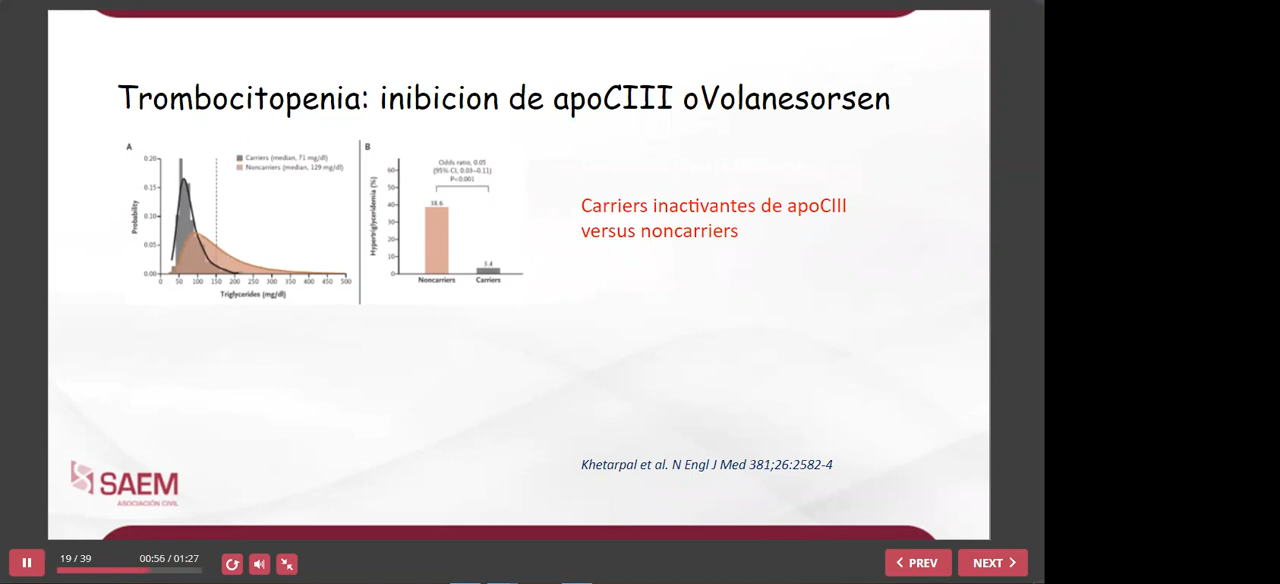 Trombocitopenia: inibicion de apoCIII oVolanesorsen
A
Carriers (median, 71 mg/dl)
Noncarriers (median, 129 mg/dl)
Probability
0.20
0.15
0.10
0.05
0.00
0 50 100 150 200 250 300 350 400 450 500
Triglycerides (mg/dl)
B
Odds ratio, 0.05
(95% CI, 0.03–0.11)
P<0.001
Hypertriglyceridemia (%)
60
50
40
30
20
10
0
38.6
3.4
Noncarriers Carriers
Carriers inactivantes de apoCIII
versus noncarriers
Khetarpal et al. N Engl J Med 381;26:2582-4
SAEM
ASOCIACIÓN CIVIL
19 / 39 00:56 / 01:27
PREV NEXT